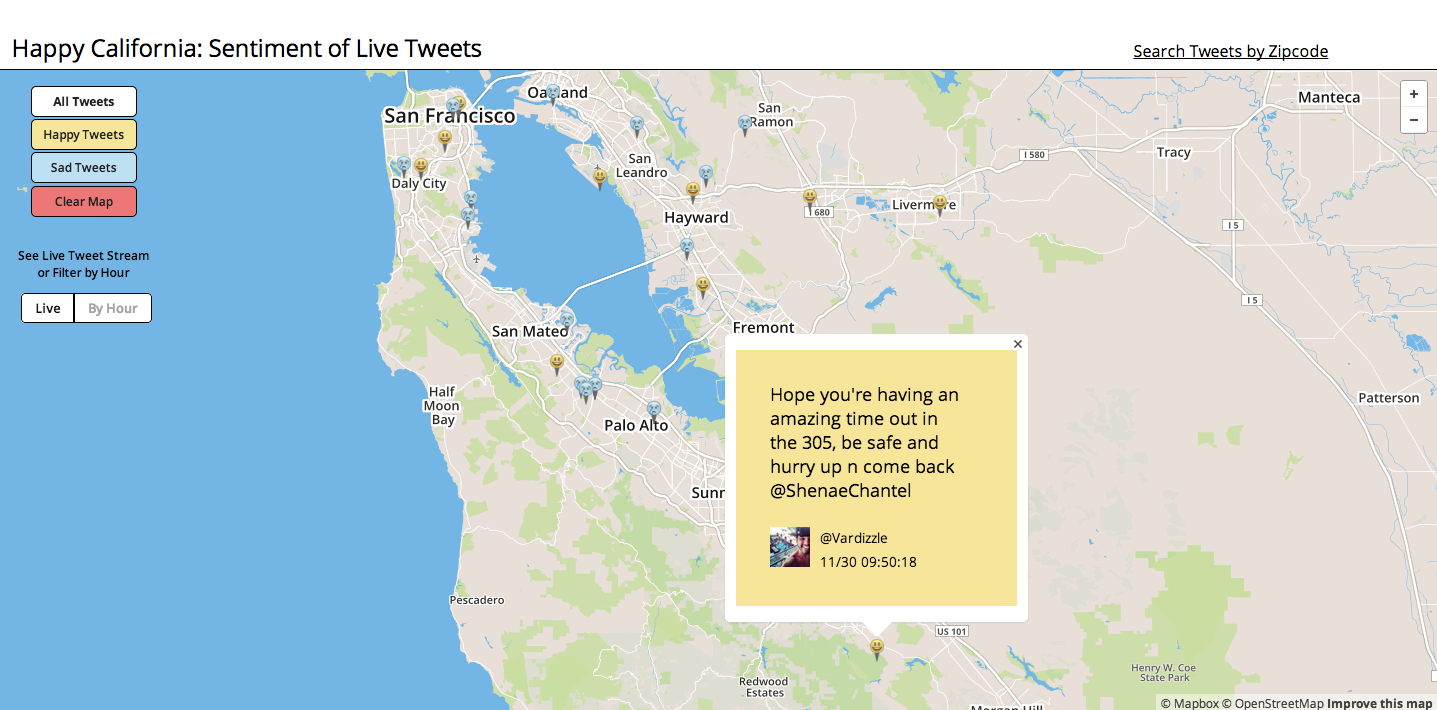 Happy California: Sentiment of Live Tweets
Search Tweets by Zipcode
All Tweets
Happy Tweets
Sad Tweets
Clear Map
See Live Tweet Stream
or Filter by Hour
Live
By Hour
+
−
Oakland
San Francisco
San
Ramon
Manteca
Tracy
I 580
San
Leandro
Daly City
Hayward
680
Livermore
I 5
I 5
San Mateo
Fremont
Half
Moon
Bay
Palo Alto
Patterson
×
Hope you're having an
amazing time out in
the 305, be safe and
hurry up n come back
@ShenaeChantel
@Vardizzle
11/30 09:50:18
Sunn
Pescadero
US 101
Henry W. Coe
State Park
Redwood
Estates
Morgan Hill
© Mapbox © OpenStreetMap Improve this map